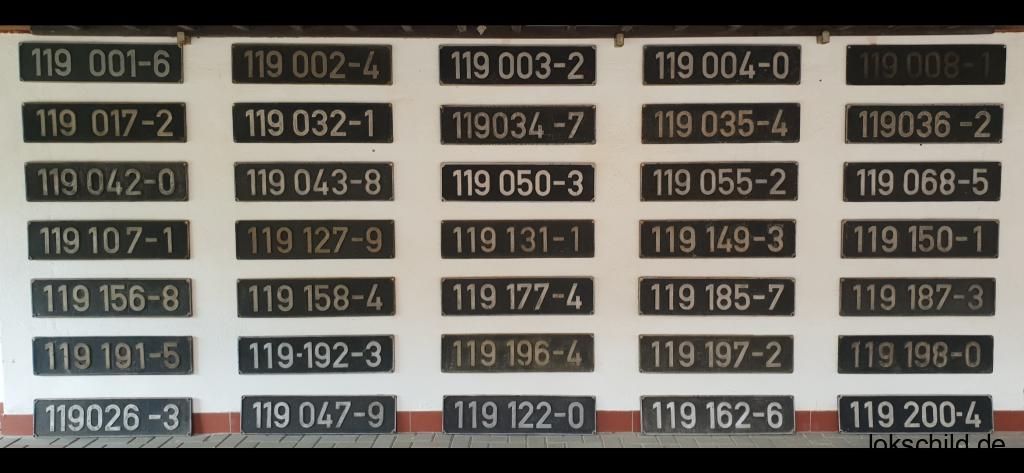 119 001-6 119 002-4 119 003-2 119 004-0 119 008-1
119 017-2 119 032-1 119034 -7 119 035-4 119036 -2
119 042-0 119 043-8 119 050-3 119 055-2 119 068-5
119 107-1 119 127-9 119 131-1 119 149-3 119 150-1
119 156-8 119 158-4 119 177-4 119 185-7 119 187-3
119 191-5 119-192-3 119 196-4 119 197-2 119 198-0
119026 -3 119 047-9 119 122-0 119 162-6 119 200-4
lokschild.de